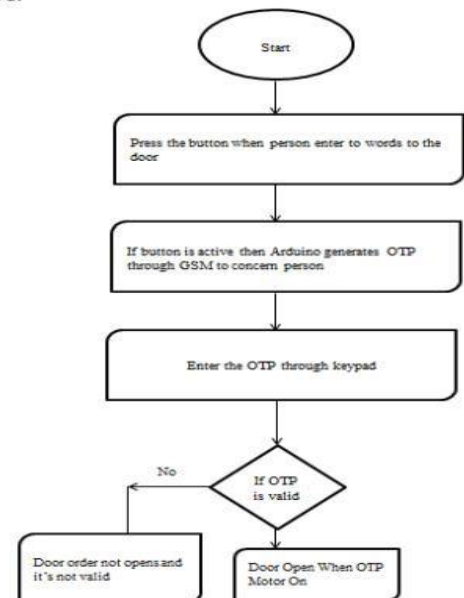 Start
Press the button when person enter to words to the
door
If button is active then Arduino generates OTP
through GSM to concern person
Enter the OTP through keypad
If OTP
is valid
No
Door order not opens and
it's not valid
Door Open When OTP
Motor On